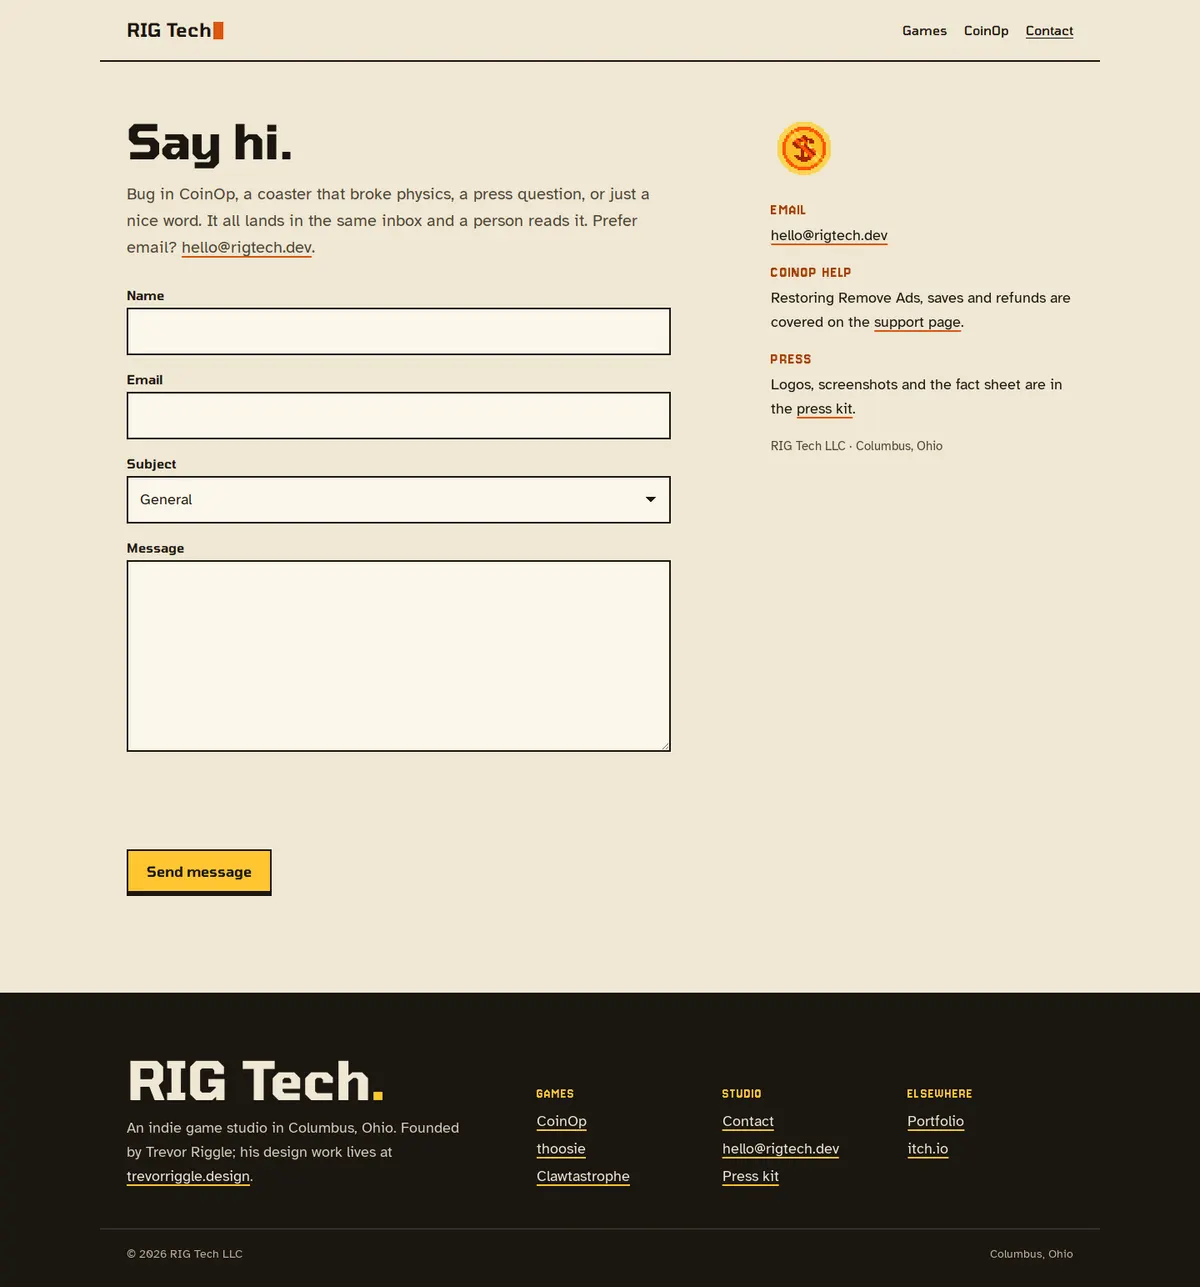 RIG Tech
Games CoinOp Contact
Say hi.
Bug in CoinOp, a coaster that broke physics, a press question, or just a
nice word. It all lands in the same inbox and a person reads it. Prefer
email? hello@rigtech.dev.
Name
Email
Subject
General
Message
Send message
$
EMAIL
hello@rigtech.dev
COINOP HELP
Restoring Remove Ads, saves and refunds are
covered on the support page.
PRESS
Logos, screenshots and the fact sheet are in
the press kit.
RIG Tech LLC · Columbus, Ohio
RIG Tech.
An indie game studio in Columbus, Ohio. Founded
by Trevor Riggle; his design work lives at
trevorriggle.design.
GAMES
CoinOp
thoosie
Clawtastrophe
STUDIO
Contact
hello@rigtech.dev
Press kit
ELSEWHERE
Portfolio
itch.io
© 2026 RIG Tech LLC
Columbus, Ohio